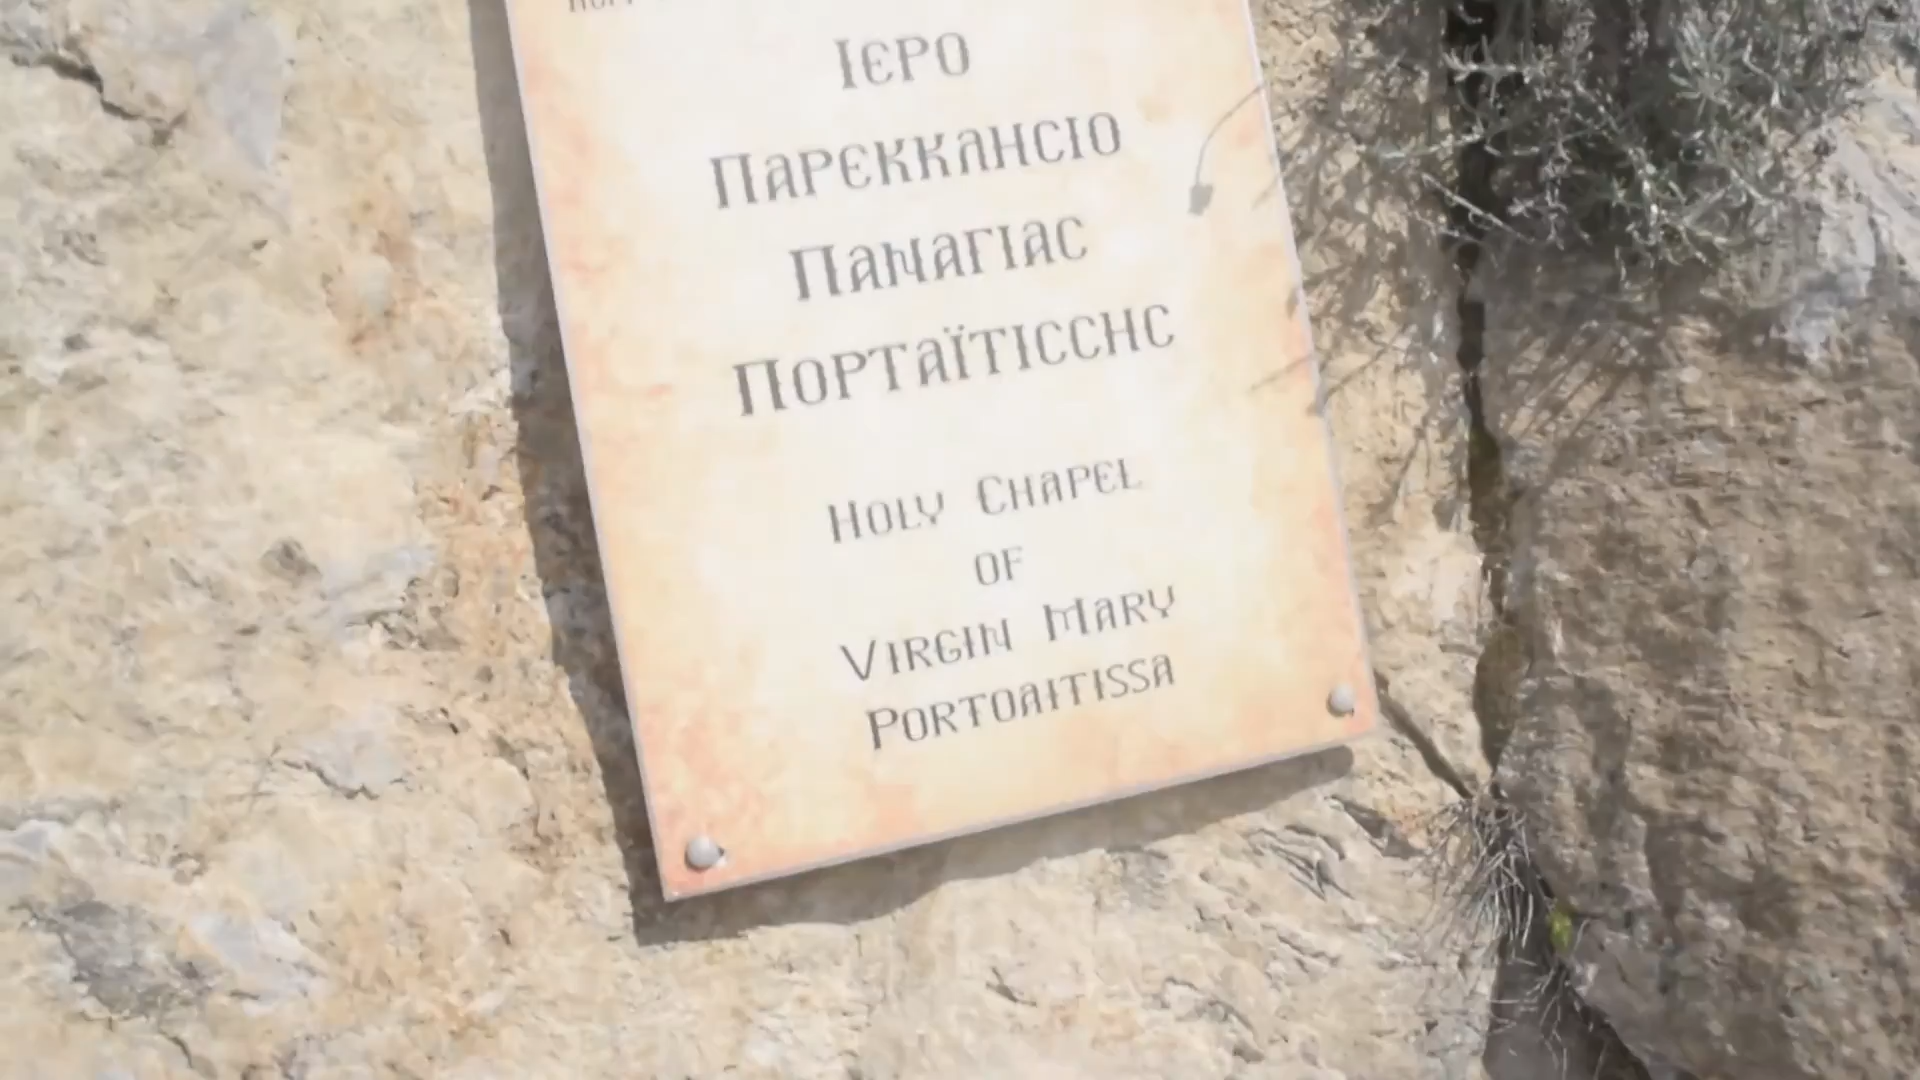 ΙЄΡΟ
ΠΑΡЄΚΚΛΗCΙΟ
ΠΑΝΑΓΙΑC
ΠΟΡΤΑΪΤΙCCΗC
HOLY CHAPEL
OF
VIRGIN MARY
PORTOAITISSA